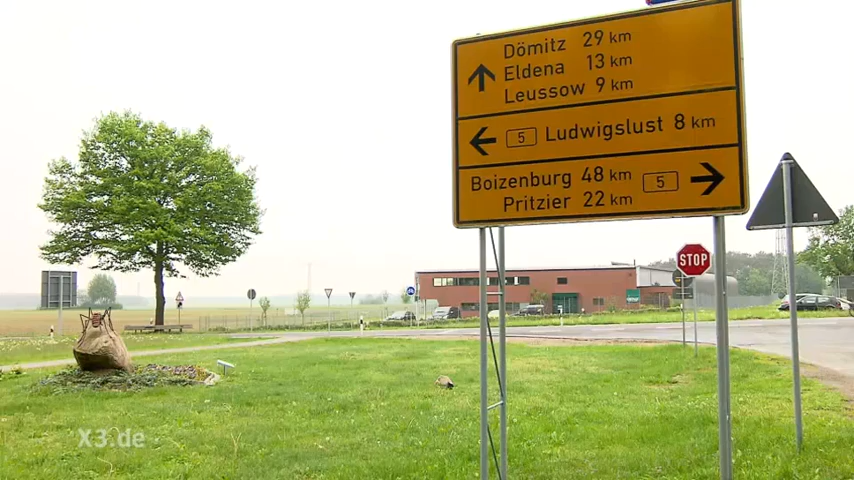 Dömitz 29 km
Eldena 13 km
Leussow 9 km
5 Ludwigslust 8 km
Boizenburg 48 km 5
Pritzier 22 km
STOP
X3.de